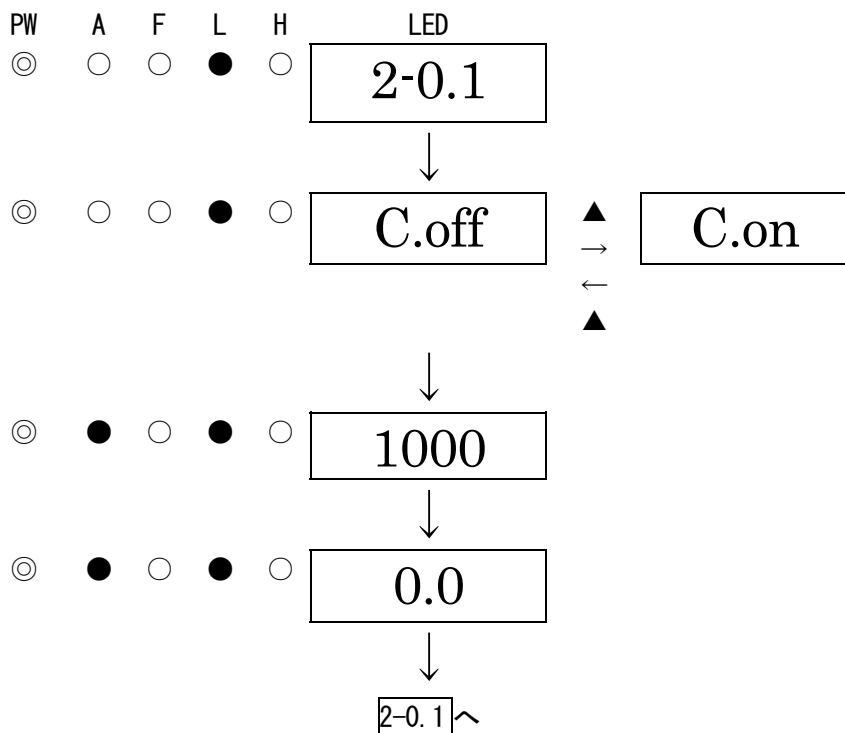 PW A F L H LED
◎ ○ ○ ● ○ 2-0.1
↓
◎ ○ ○ ● ○ C.off ▲ C.on
→
←
▲
↓
◎ ● ○ ● ○ 1000
↓
◎ ● ○ ● ○ 0.0
↓
2-0.1へ